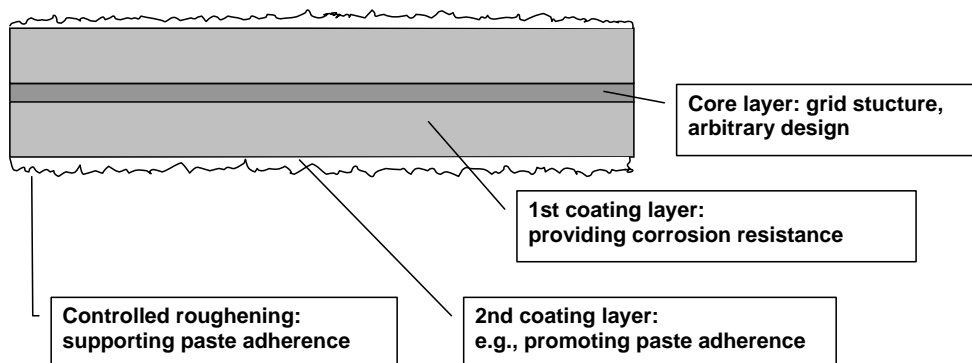 Core layer: grid stucture,
arbitrary design
1st coating layer:
providing corrosion resistance
Controlled roughening:
supporting paste adherence
2nd coating layer:
e.g., promoting paste adherence